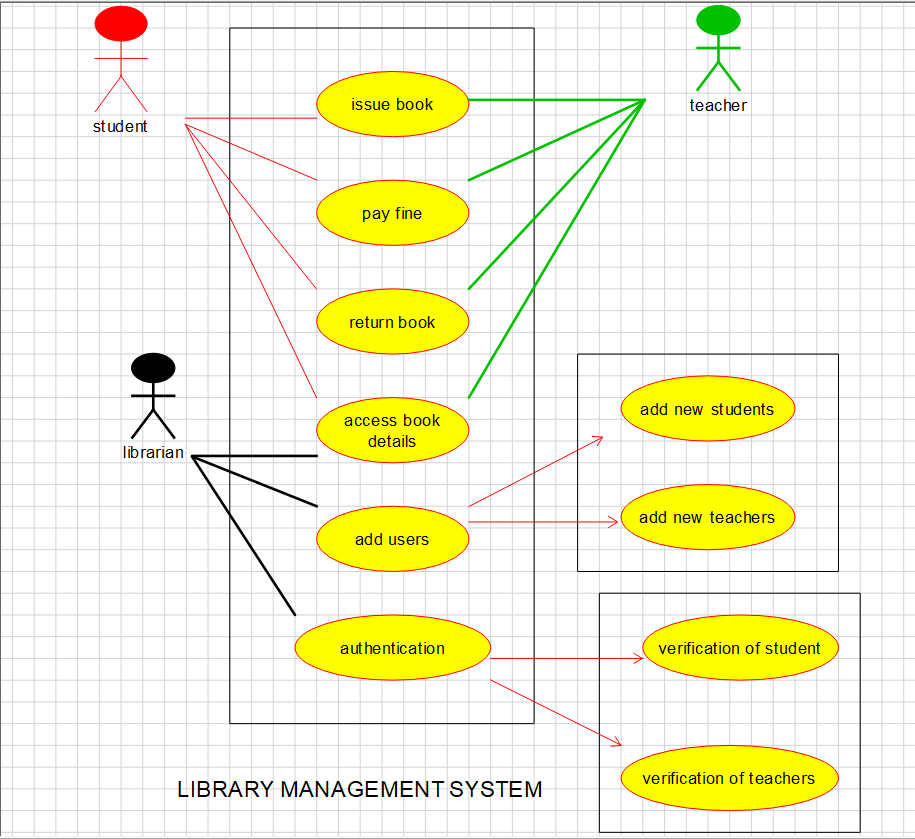 student
teacher
issue book
pay fine
return book
librarian
access book
details
add new students
add new teachers
add users
authentication
verification of student
verification of teachers
LIBRARY MANAGEMENT SYSTEM